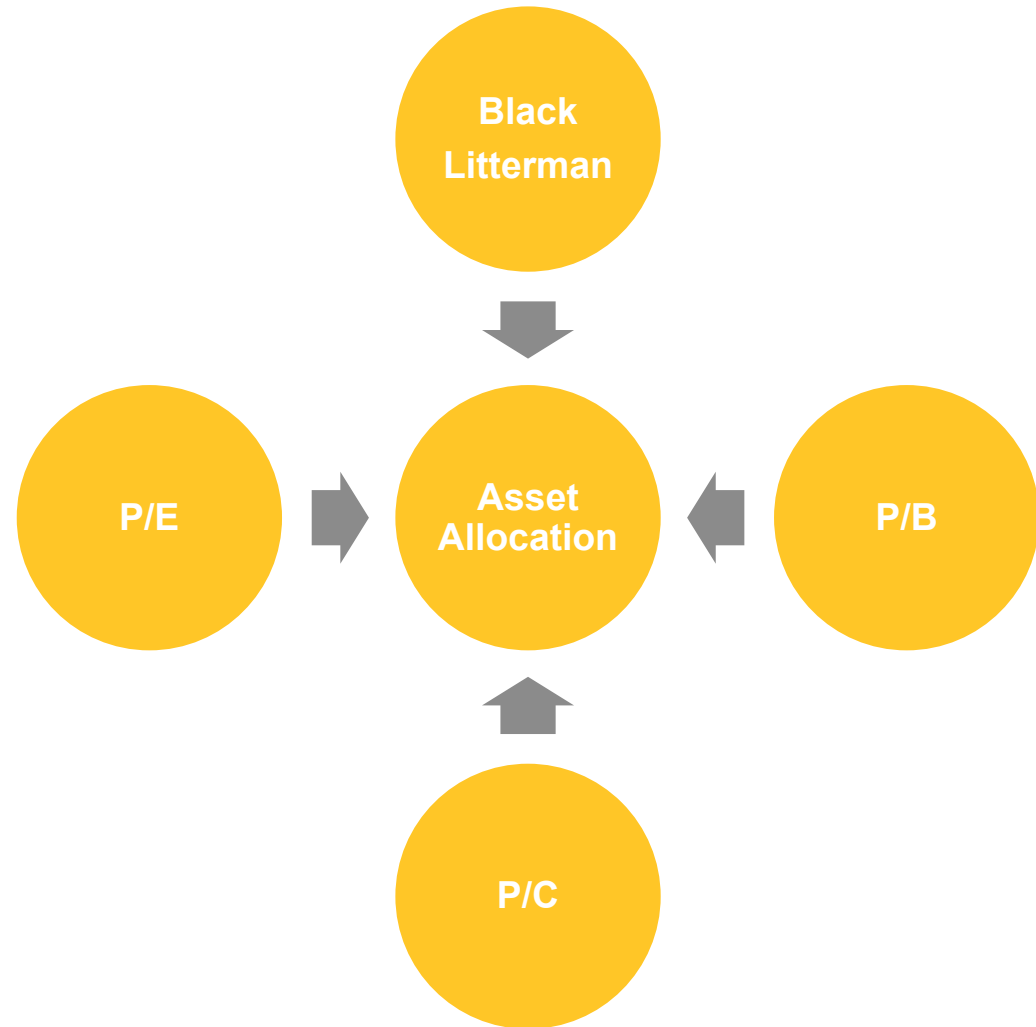 Black
Litterman
P/E
Asset
Allocation
P/B
P/C